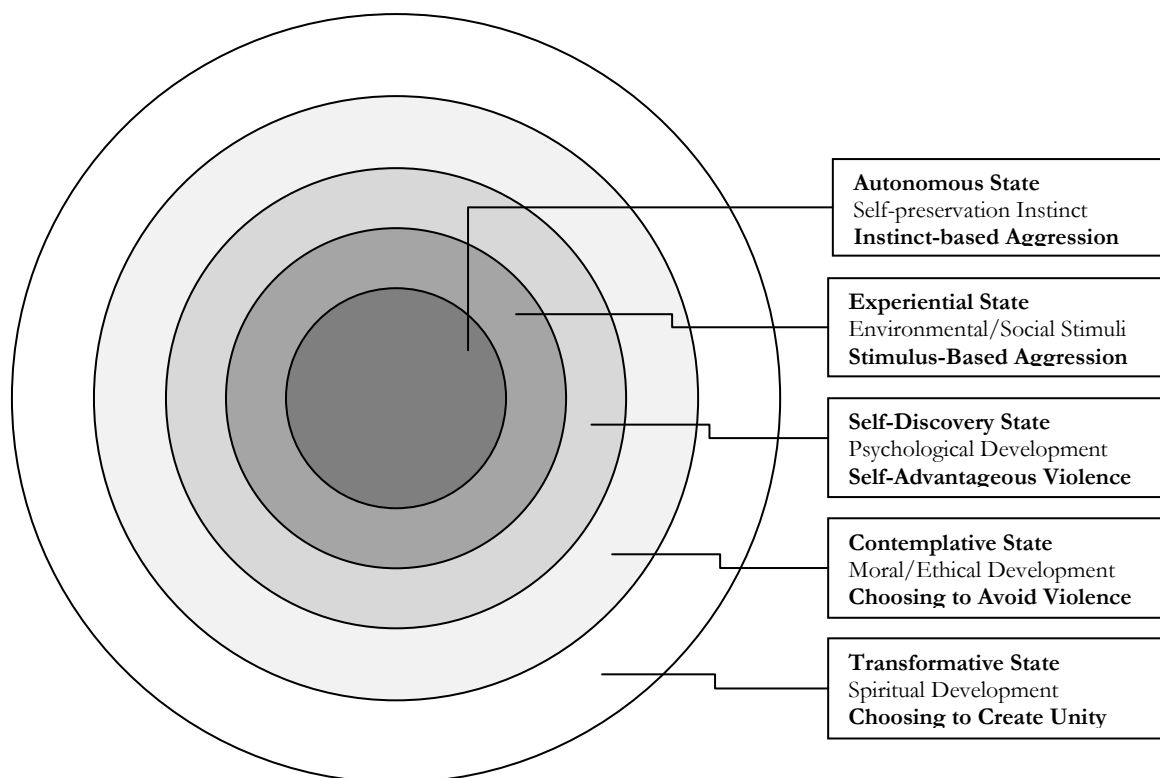 Autonomous State
Self-preservation Instinct
Instinct-based Aggression
Experiential State
Environmental/Social Stimuli
Stimulus-Based Aggression
Self-Discovery State
Psychological Development
Self-Advantageous Violence
Contemplative State
Moral/Ethical Development
Choosing to Avoid Violence
Transformative State
Spiritual Development
Choosing to Create Unity